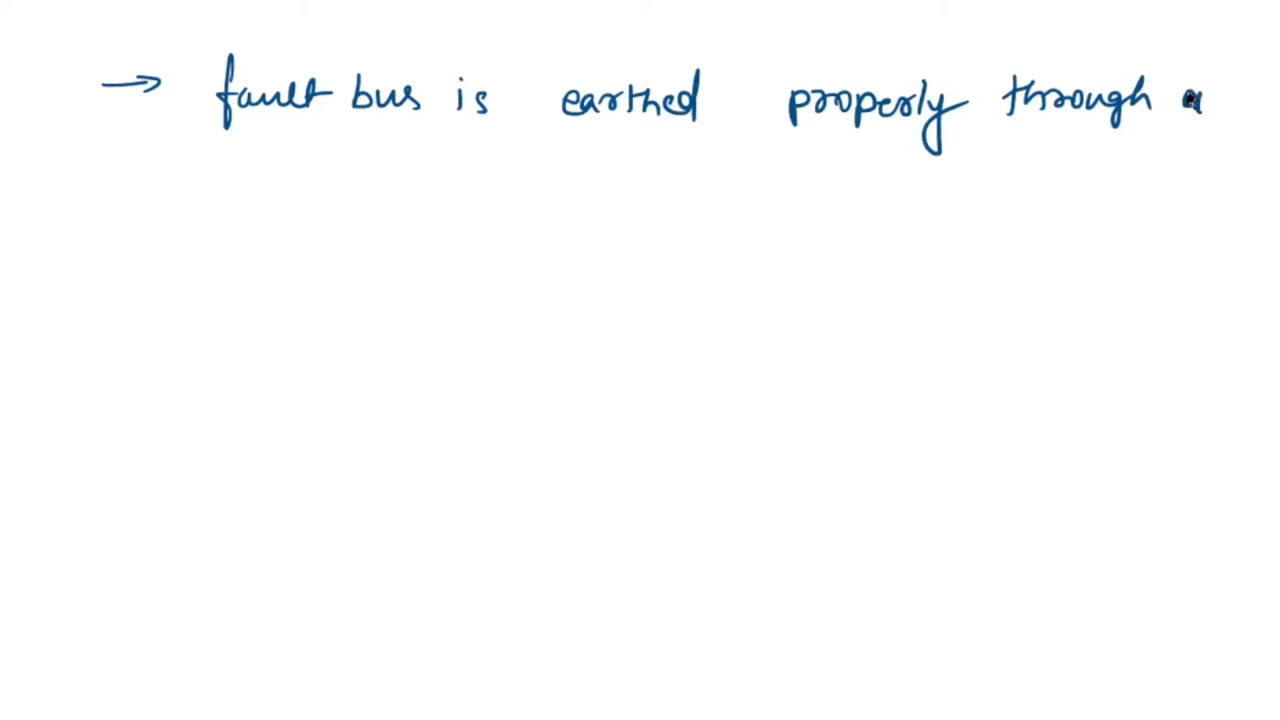 → fault bus is earthed properly through a